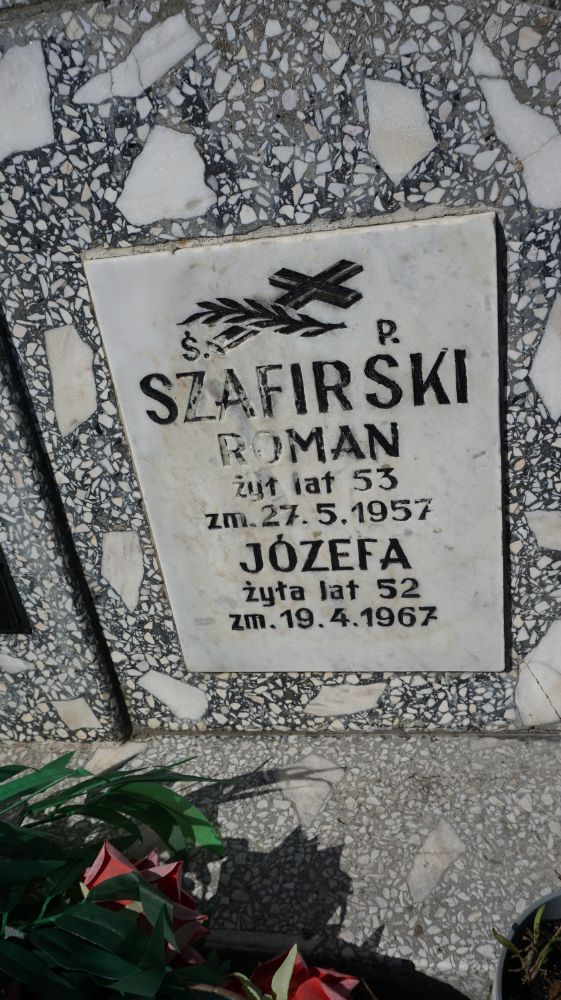 Ś. P.
SZAFIRSKI
ROMAN
żył lat 53
zm. 27. 5. 1957
JÓZEFA
żyła lat 52
zm. 19. 4. 1967